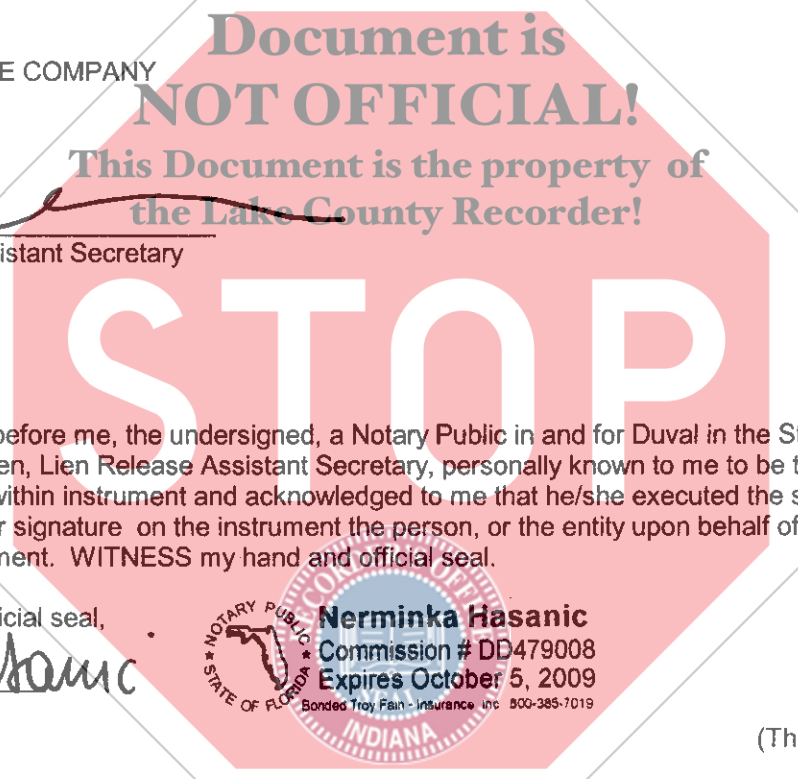 Document is
E COMPANY
NOT OFFICIAL!
This Document is the property of
the Lake County Recorder!
istant Secretary
STOP
before me, the undersigned, a Notary Public in and for Duval in the S
en, Lien Release Assistant Secretary, personally known to me to be t
within instrument and acknowledged to me that he/she executed the s
r signature on the instrument the person, or the entity upon behalf of
ment. WITNESS my hand and official seal.
icial seal,
NOTARY PUBLIC
STATE OF FLORIDA
Nerminka Hasanic
Commission # DD479008
Expires October 5, 2009
Bonded Troy Fain - Insurance Inc 800-385-7019
SEAL
INDIANA
(Th